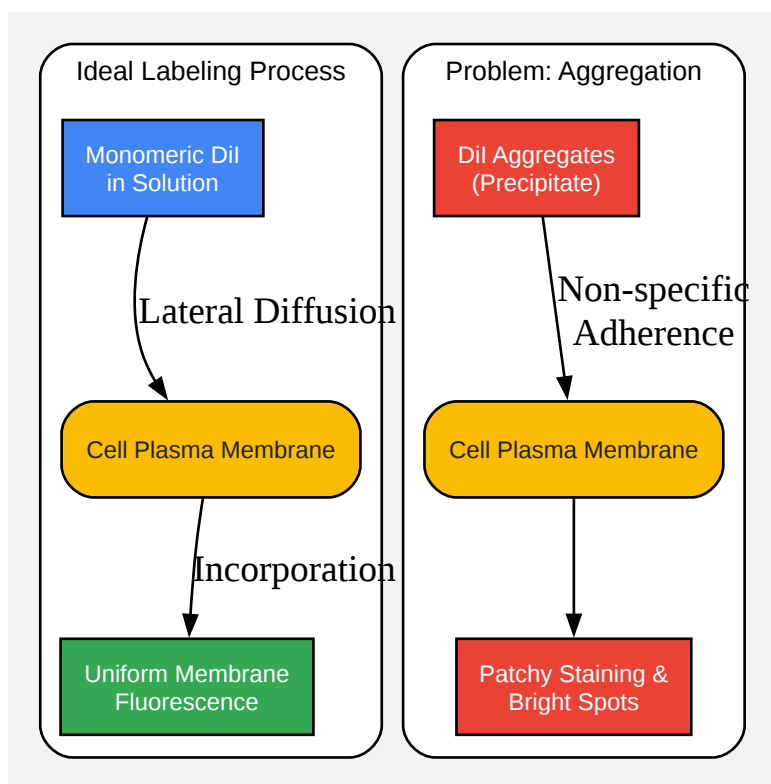 Ideal Labeling Process
Monomeric DiI
in Solution
Lateral Diffusion
Cell Plasma Membrane
Incorporation
Uniform Membrane
Fluorescence
Problem: Aggregation
DiI Aggregates
(Precipitate)
Non-specific
Adherence
Cell Plasma Membrane
Patchy Staining &
Bright Spots